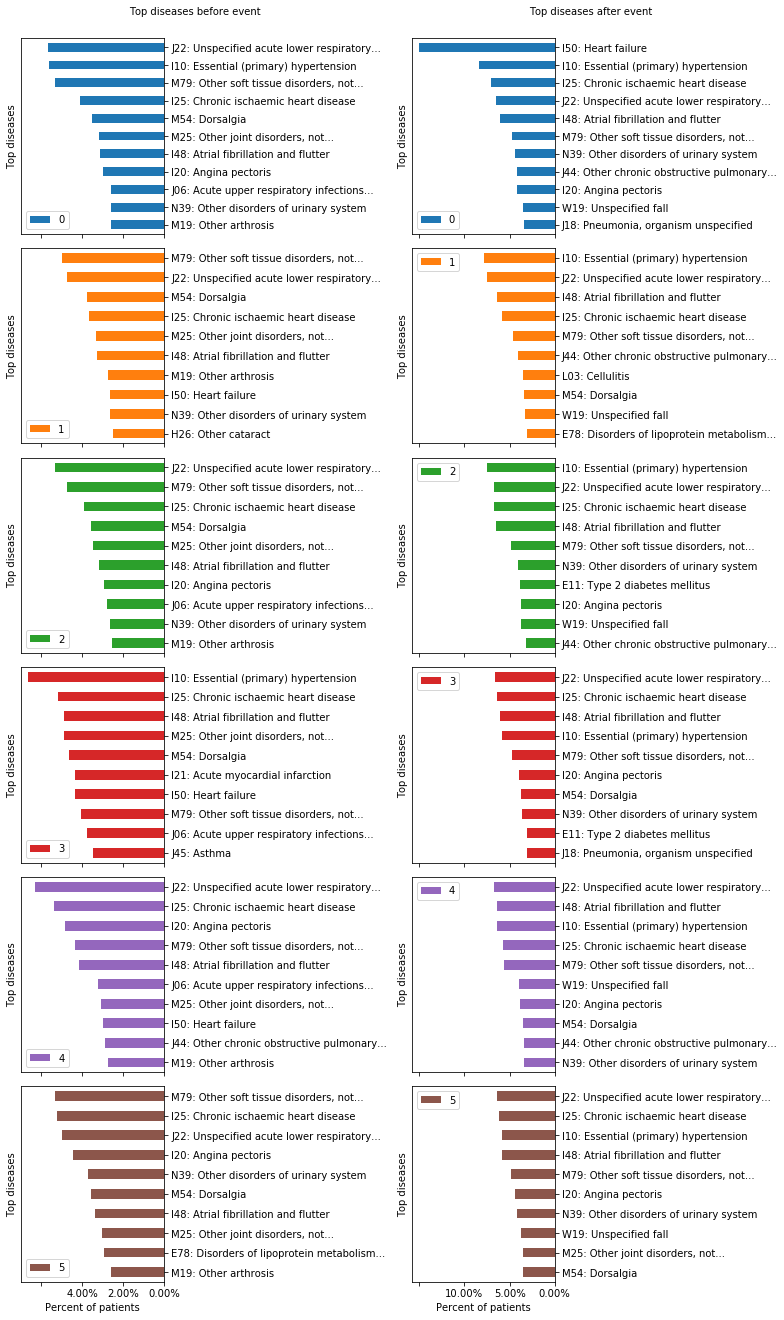 Top diseases before event
Top diseases after event
Top diseases
J22: Unspecified acute lower respiratory...
I10: Essential (primary) hypertension
M79: Other soft tissue disorders, not...
I25: Chronic ischaemic heart disease
M54: Dorsalgia
M25: Other joint disorders, not...
I48: Atrial fibrillation and flutter
I20: Angina pectoris
J06: Acute upper respiratory infections...
N39: Other disorders of urinary system
M19: Other arthrosis
0
Top diseases
I50: Heart failure
I10: Essential (primary) hypertension
I25: Chronic ischaemic heart disease
J22: Unspecified acute lower respiratory...
I48: Atrial fibrillation and flutter
M79: Other soft tissue disorders, not...
N39: Other disorders of urinary system
J44: Other chronic obstructive pulmonary...
I20: Angina pectoris
W19: Unspecified fall
J18: Pneumonia, organism unspecified
0
Top diseases
M79: Other soft tissue disorders, not...
J22: Unspecified acute lower respiratory...
M54: Dorsalgia
I25: Chronic ischaemic heart disease
M25: Other joint disorders, not...
I48: Atrial fibrillation and flutter
M19: Other arthrosis
I50: Heart failure
N39: Other disorders of urinary system
H26: Other cataract
1
Top diseases
1
I10: Essential (primary) hypertension
J22: Unspecified acute lower respiratory...
I48: Atrial fibrillation and flutter
I25: Chronic ischaemic heart disease
M79: Other soft tissue disorders, not...
J44: Other chronic obstructive pulmonary...
L03: Cellulitis
M54: Dorsalgia
W19: Unspecified fall
E78: Disorders of lipoprotein metabolism...
Top diseases
J22: Unspecified acute lower respiratory...
M79: Other soft tissue disorders, not...
I25: Chronic ischaemic heart disease
M54: Dorsalgia
M25: Other joint disorders, not...
I48: Atrial fibrillation and flutter
I20: Angina pectoris
J06: Acute upper respiratory infections...
N39: Other disorders of urinary system
M19: Other arthrosis
2
Top diseases
2
I10: Essential (primary) hypertension
J22: Unspecified acute lower respiratory...
I25: Chronic ischaemic heart disease
I48: Atrial fibrillation and flutter
M79: Other soft tissue disorders, not...
N39: Other disorders of urinary system
E11: Type 2 diabetes mellitus
I20: Angina pectoris
W19: Unspecified fall
J44: Other chronic obstructive pulmonary...
Top diseases
I10: Essential (primary) hypertension
I25: Chronic ischaemic heart disease
I48: Atrial fibrillation and flutter
M25: Other joint disorders, not...
M54: Dorsalgia
I21: Acute myocardial infarction
I50: Heart failure
M79: Other soft tissue disorders, not...
J06: Acute upper respiratory infections...
J45: Asthma
3
Top diseases
3
J22: Unspecified acute lower respiratory...
I25: Chronic ischaemic heart disease
I48: Atrial fibrillation and flutter
I10: Essential (primary) hypertension
M79: Other soft tissue disorders, not...
I20: Angina pectoris
M54: Dorsalgia
N39: Other disorders of urinary system
E11: Type 2 diabetes mellitus
J18: Pneumonia, organism unspecified
Top diseases
J22: Unspecified acute lower respiratory...
I25: Chronic ischaemic heart disease
I20: Angina pectoris
M79: Other soft tissue disorders, not...
I48: Atrial fibrillation and flutter
J06: Acute upper respiratory infections...
M25: Other joint disorders, not...
I50: Heart failure
J44: Other chronic obstructive pulmonary...
M19: Other arthrosis
4
Top diseases
4
J22: Unspecified acute lower respiratory...
I48: Atrial fibrillation and flutter
I10: Essential (primary) hypertension
I25: Chronic ischaemic heart disease
M79: Other soft tissue disorders, not...
W19: Unspecified fall
I20: Angina pectoris
M54: Dorsalgia
J44: Other chronic obstructive pulmonary...
N39: Other disorders of urinary system
Top diseases
M79: Other soft tissue disorders, not...
I25: Chronic ischaemic heart disease
J22: Unspecified acute lower respiratory...
I20: Angina pectoris
N39: Other disorders of urinary system
M54: Dorsalgia
I48: Atrial fibrillation and flutter
M25: Other joint disorders, not...
E78: Disorders of lipoprotein metabolism...
M19: Other arthrosis
5
4.00% 2.00% 0.00%
Percent of patients
Top diseases
5
J22: Unspecified acute lower respiratory...
I25: Chronic ischaemic heart disease
I10: Essential (primary) hypertension
I48: Atrial fibrillation and flutter
M79: Other soft tissue disorders, not...
I20: Angina pectoris
N39: Other disorders of urinary system
W19: Unspecified fall
M25: Other joint disorders, not...
M54: Dorsalgia
10.00% 5.00% 0.00%
Percent of patients